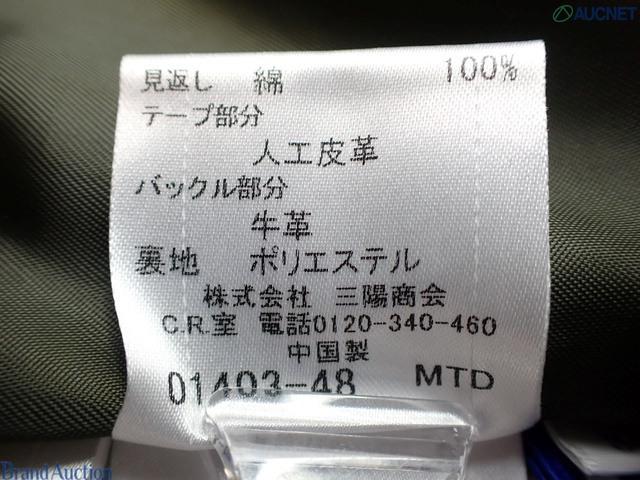 AUCNET
見返し 綿 100%
テープ部分
人工皮革
バックル部分
牛革
裏地 ポリエステル
株式会社 三陽商会
C.R.室 電話0120-340-460
中国製
01403-48 MTD
BrandAuction